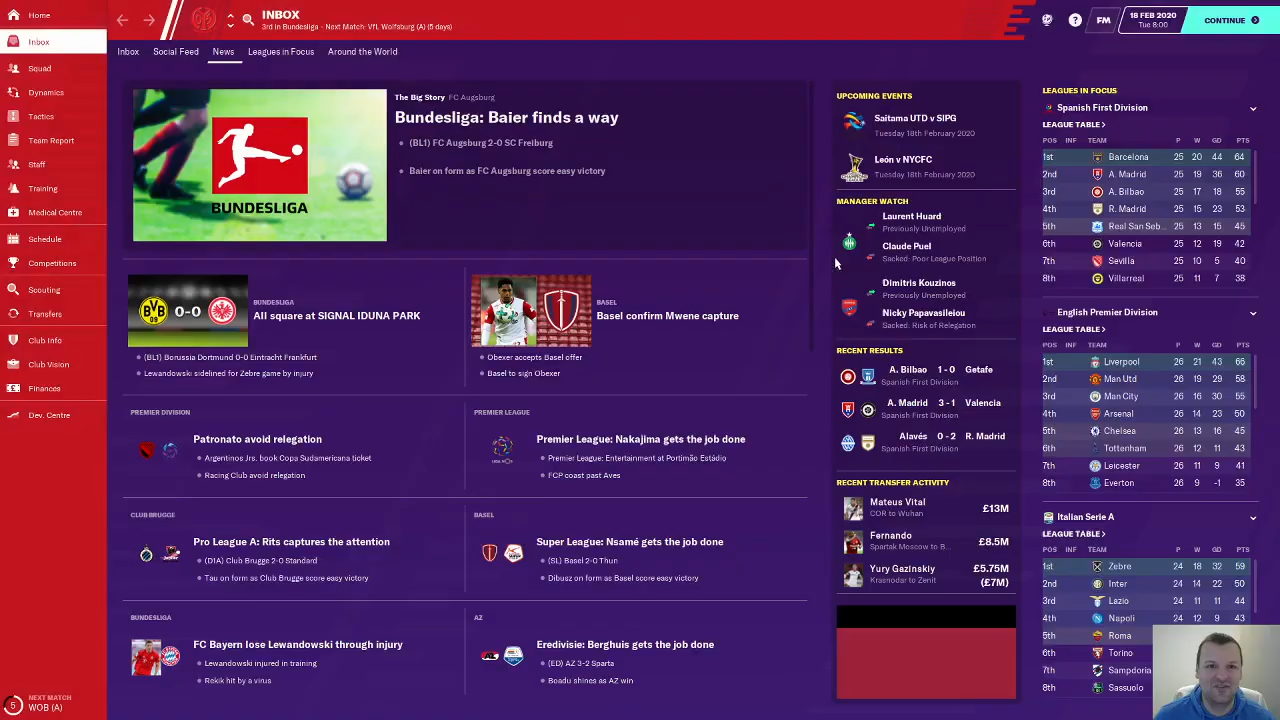 Home
Inbox
Squad
Dynamics
Tactics
Team Report
Staff
Training
Medical Centre
Schedule
Competitions
Scouting
Transfers
Club Info
Club Vision
Finances
Dev. Centre
5
NEXT MATCH
WOB (A)
INBOX
3rd in Bundesliga - Next Match: VfL Wolfsburg (A) (5 days)
?
FM
18 FEB 2020
Tue 8:00
CONTINUE
Inbox
Social Feed
News
Leagues in Focus
Around the World
BUNDESLIGA
The Big Story FC Augsburg
Bundesliga: Baier finds a way
(BL1) FC Augsburg 2-0 SC Freiburg
Baier on form as FC Augsburg score easy victory
BVB 09
0-0
BUNDESLIGA
All square at SIGNAL IDUNA PARK
(BL1) Borussia Dortmund 0-0 Eintracht Frankfurt
Lewandowski sidelined for Zebre game by injury
BASEL
Basel confirm Mwene capture
Obexer accepts Basel offer
Basel to sign Obexer
PREMIER DIVISION
Patronato avoid relegation
Argentinos Jrs. book Copa Sudamericana ticket
Racing Club avoid relegation
PREMIER LEAGUE
Premier League: Nakajima gets the job done
Premier League: Entertainment at Portimão Estádio
FCP coast past Aves
CLUB BRUGGE
Pro League A: Rits captures the attention
(D1A) Club Brugge 2-0 Standard
Tau on form as Club Brugge score easy victory
BASEL
Super League: Nsamé gets the job done
(SL) Basel 2-0 Thun
Dibusz on form as Basel score easy victory
BUNDESLIGA
FC Bayern lose Lewandowski through injury
Lewandowski injured in training
Rekik hit by a virus
AZ
Eredivisie: Berghuis gets the job done
(ED) AZ 3-2 Sparta
Boadu shines as AZ win
UPCOMING EVENTS
Saitama UTD v SIPG
Tuesday 18th February 2020
León v NYCFC
Tuesday 18th February 2020
MANAGER WATCH
Laurent Huard
Previously Unemployed
Claude Puel
Sacked: Poor League Position
Dimitris Kouzinos
Previously Unemployed
Nicky Papavasileiou
Sacked: Risk of Relegation
RECENT RESULTS
A. Bilbao 1 - 0 Getafe
Spanish First Division
A. Madrid 3 - 1 Valencia
Spanish First Division
Alavés 0 - 2 R. Madrid
Spanish First Division
RECENT TRANSFER ACTIVITY
Mateus Vital
COR to Wuhan
£13M
Fernando
Spartak Moscow to B...
£8.5M
Yury Gazinskiy
Krasnodar to Zenit
£5.75M
(£7M)
LEAGUES IN FOCUS
Spanish First Division
LEAGUE TABLE
POS INF TEAM P W GD PTS
1st Barcelona 25 20 44 64
2nd A. Madrid 25 19 36 60
3rd A. Bilbao 25 17 18 55
4th R. Madrid 25 15 23 53
5th Real San Seb... 25 13 15 45
6th Valencia 25 12 19 42
7th Sevilla 25 10 5 40
8th Villarreal 25 11 7 38
English Premier Division
LEAGUE TABLE
POS INF TEAM P W GD PTS
1st Liverpool 26 21 43 66
2nd Man Utd 26 19 29 58
3rd Man City 26 16 30 55
4th Arsenal 26 14 23 50
5th Chelsea 26 13 16 45
6th Tottenham 26 12 11 43
7th Leicester 26 11 9 41
8th Everton 26 9 -1 35
Italian Serie A
LEAGUE TABLE
POS INF TEAM P W GD PTS
1st Zebre 24 18 32 59
2nd Inter 24 14 22 50
3rd Lazio 24 11 11 44
4th Napoli 24 12 9 43
5th Roma
6th Torino
7th Sampdoria
8th Sassuolo